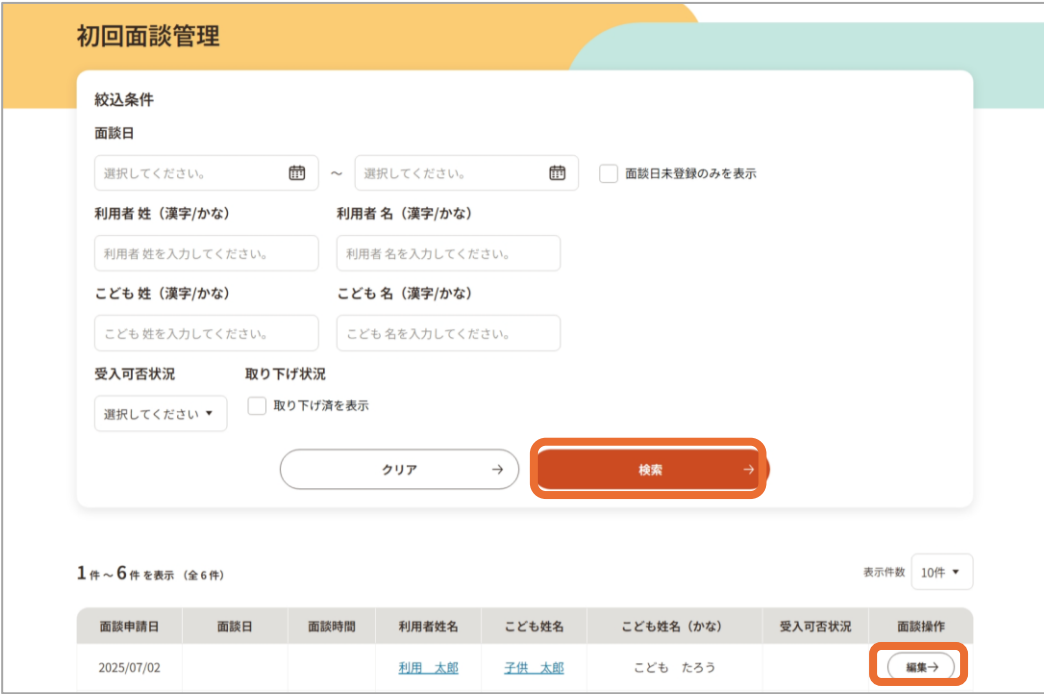 初回面談管理
絞込条件
面談日
選択してください。 ～ 選択してください。 面談日未登録のみを表示
利用者 姓（漢字/かな） 利用者 名（漢字/かな）
利用者 姓を入力してください。 利用者 名を入力してください。
こども 姓（漢字/かな） こども 名（漢字/かな）
こども 姓を入力してください。 こども 名を入力してください。
受入可否状況 取り下げ状況
選択してください ▼ 取り下げ済を表示
クリア → 検索 →
1 件 ～ 6 件 を表示 （全 6 件） 表示件数 10件 ▼
面談申請日 面談日 面談時間 利用者姓名 こども姓名 こども姓名（かな） 受入可否状況 面談操作
2025/07/02 利用　太郎 子供　太郎 こども　たろう 編集→